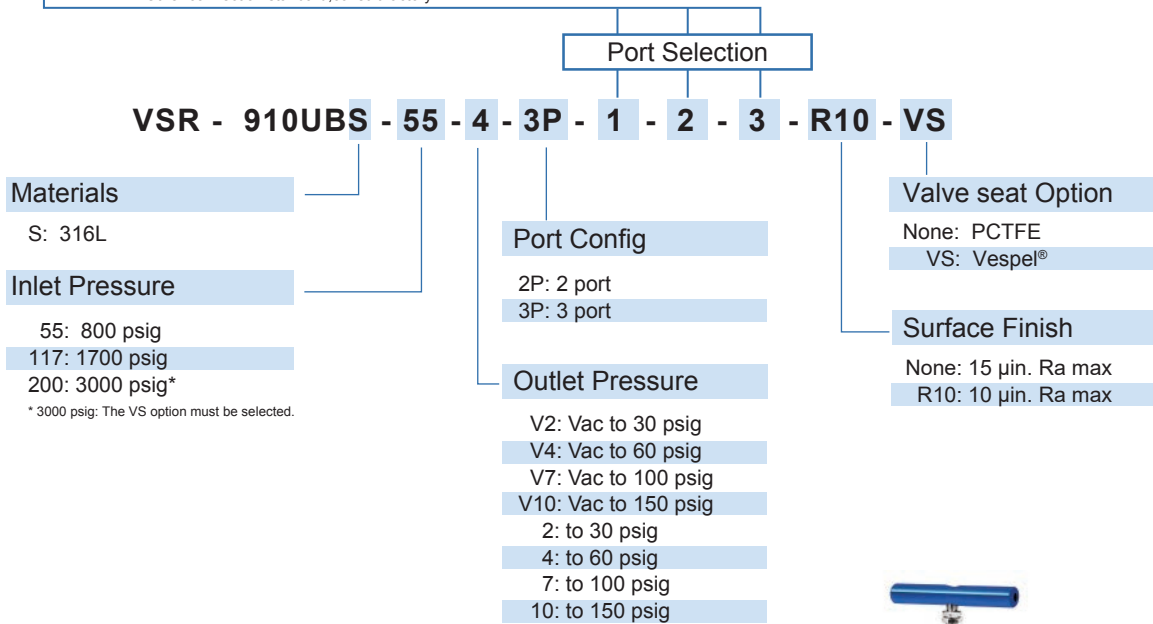 Port Selection
VSR - 910UBS - 55 - 4 - 3P - 1 - 2 - 3 - R10 - VS
Materials
S: 316L
Inlet Pressure
55: 800 psig
117: 1700 psig
200: 3000 psig*
* 3000 psig: The VS option must be selected.
Port Config
2P: 2 port
3P: 3 port
Outlet Pressure
V2: Vac to 30 psig
V4: Vac to 60 psig
V7: Vac to 100 psig
V10: Vac to 150 psig
2: to 30 psig
4: to 60 psig
7: to 100 psig
10: to 150 psig
Valve seat Option
None: PCTFE
VS: Vespel®
Surface Finish
None: 15 µin. Ra max
R10: 10 µin. Ra max